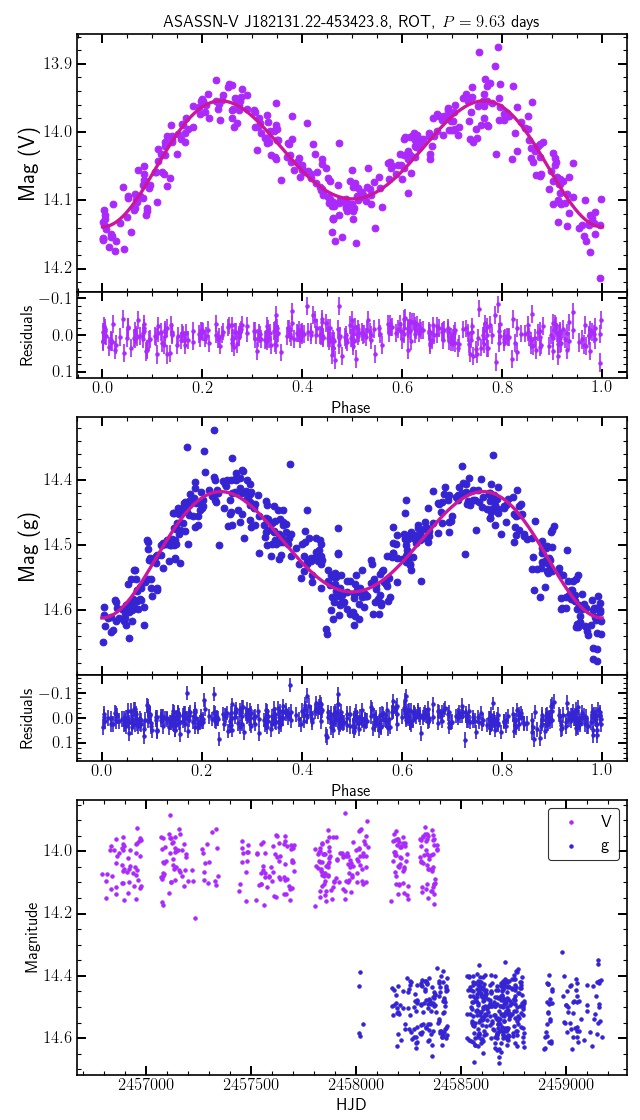 ASASSN-V J182131.22-453423.8, ROT, P = 9.63 days
13.9
14.0
14.1
14.2
Mag (V)
−0.1
0.0
0.1
Residuals
0.0 0.2 0.4 0.6 0.8 1.0
Phase
14.4
14.5
14.6
Mag (g)
−0.1
0.0
0.1
Residuals
0.0 0.2 0.4 0.6 0.8 1.0
Phase
V
g
14.0
14.2
14.4
14.6
Magnitude
2457000 2457500 2458000 2458500 2459000
HJD